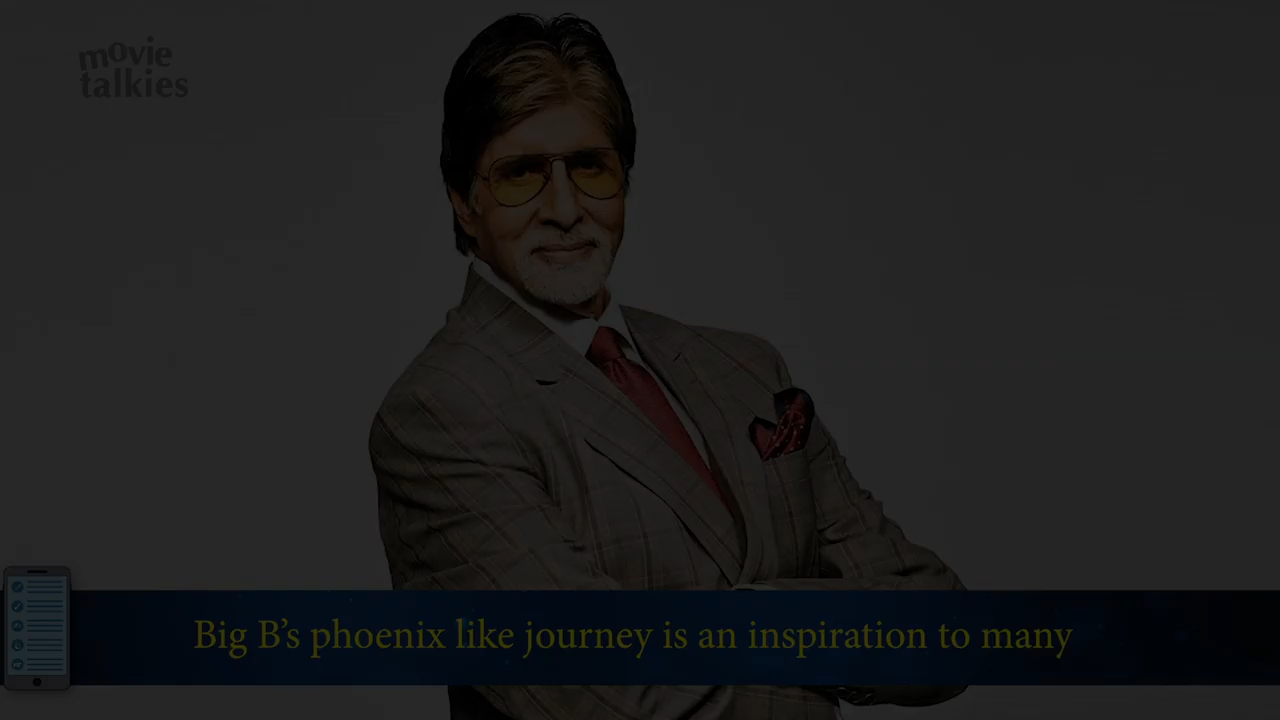 movie
talkies
Big B’s phoenix like journey is an inspiration to many